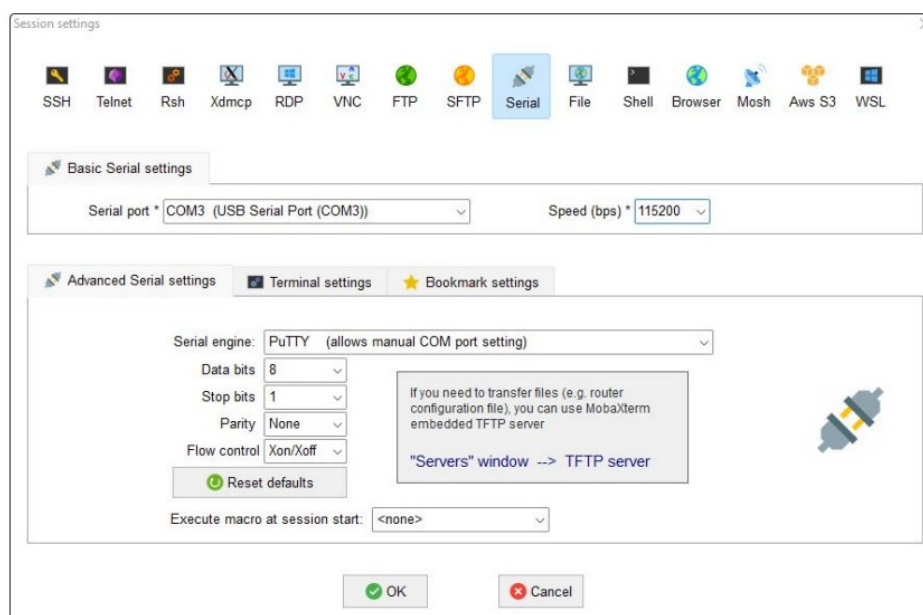 Session settings
SSH Telnet Rsh Xdmcp RDP VNC FTP SFTP Serial File Shell Browser Mosh Aws S3 WSL
Basic Serial settings
Serial port * COM3 (USB Serial Port (COM3)) Speed (bps) * 115200
Advanced Serial settings Terminal settings Bookmark settings
Serial engine: PuTTY (allows manual COM port setting)
Data bits 8
Stop bits 1
Parity None
Flow control Xon/Xoff
Reset defaults
If you need to transfer files (e.g. router
configuration file), you can use MobaXterm
embedded TFTP server
"Servers" window --> TFTP server
Execute macro at session start: <none>
OK Cancel